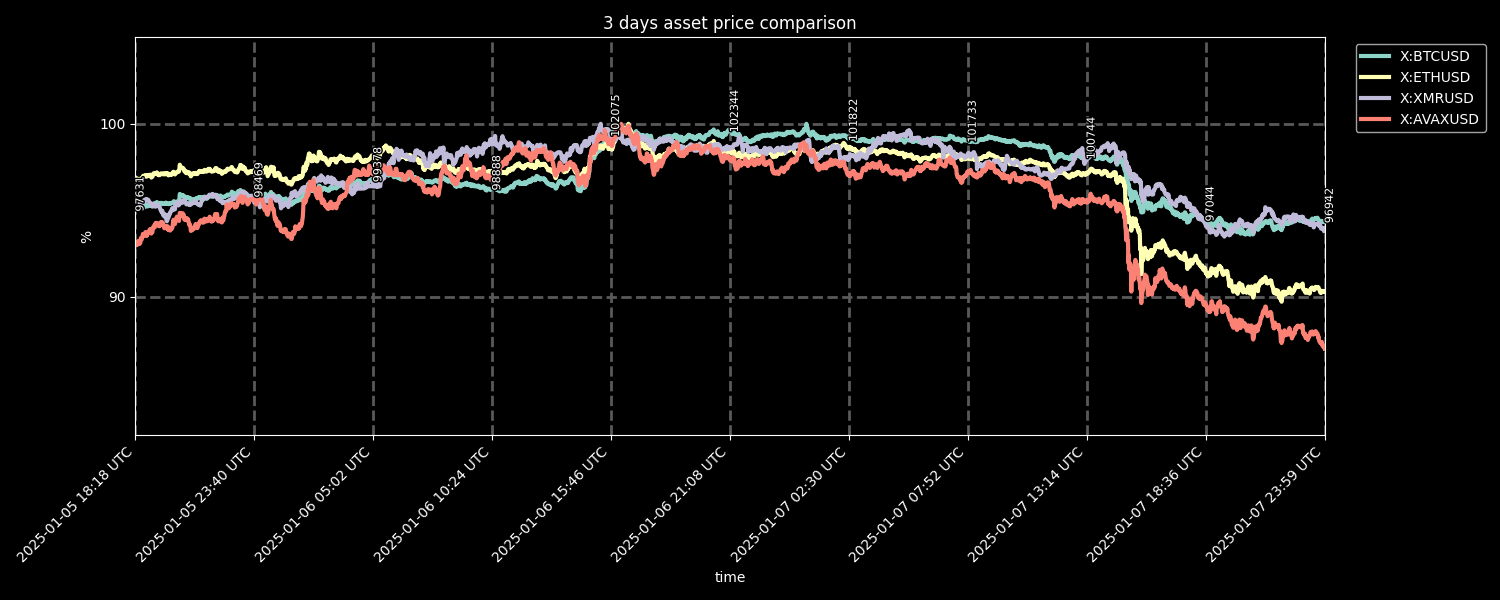 3 days asset price comparison
X:BTCUSD
X:ETHUSD
X:XMRUSD
X:AVAXUSD
100
90
%
97631
98469
99378
98888
102075
102344
101822
101733
100744
97044
96942
2025-01-05 18:18 UTC
2025-01-05 23:40 UTC
2025-01-06 05:02 UTC
2025-01-06 10:24 UTC
2025-01-06 15:46 UTC
2025-01-06 21:08 UTC
2025-01-07 02:30 UTC
2025-01-07 07:52 UTC
2025-01-07 13:14 UTC
2025-01-07 18:36 UTC
2025-01-07 23:59 UTC
time